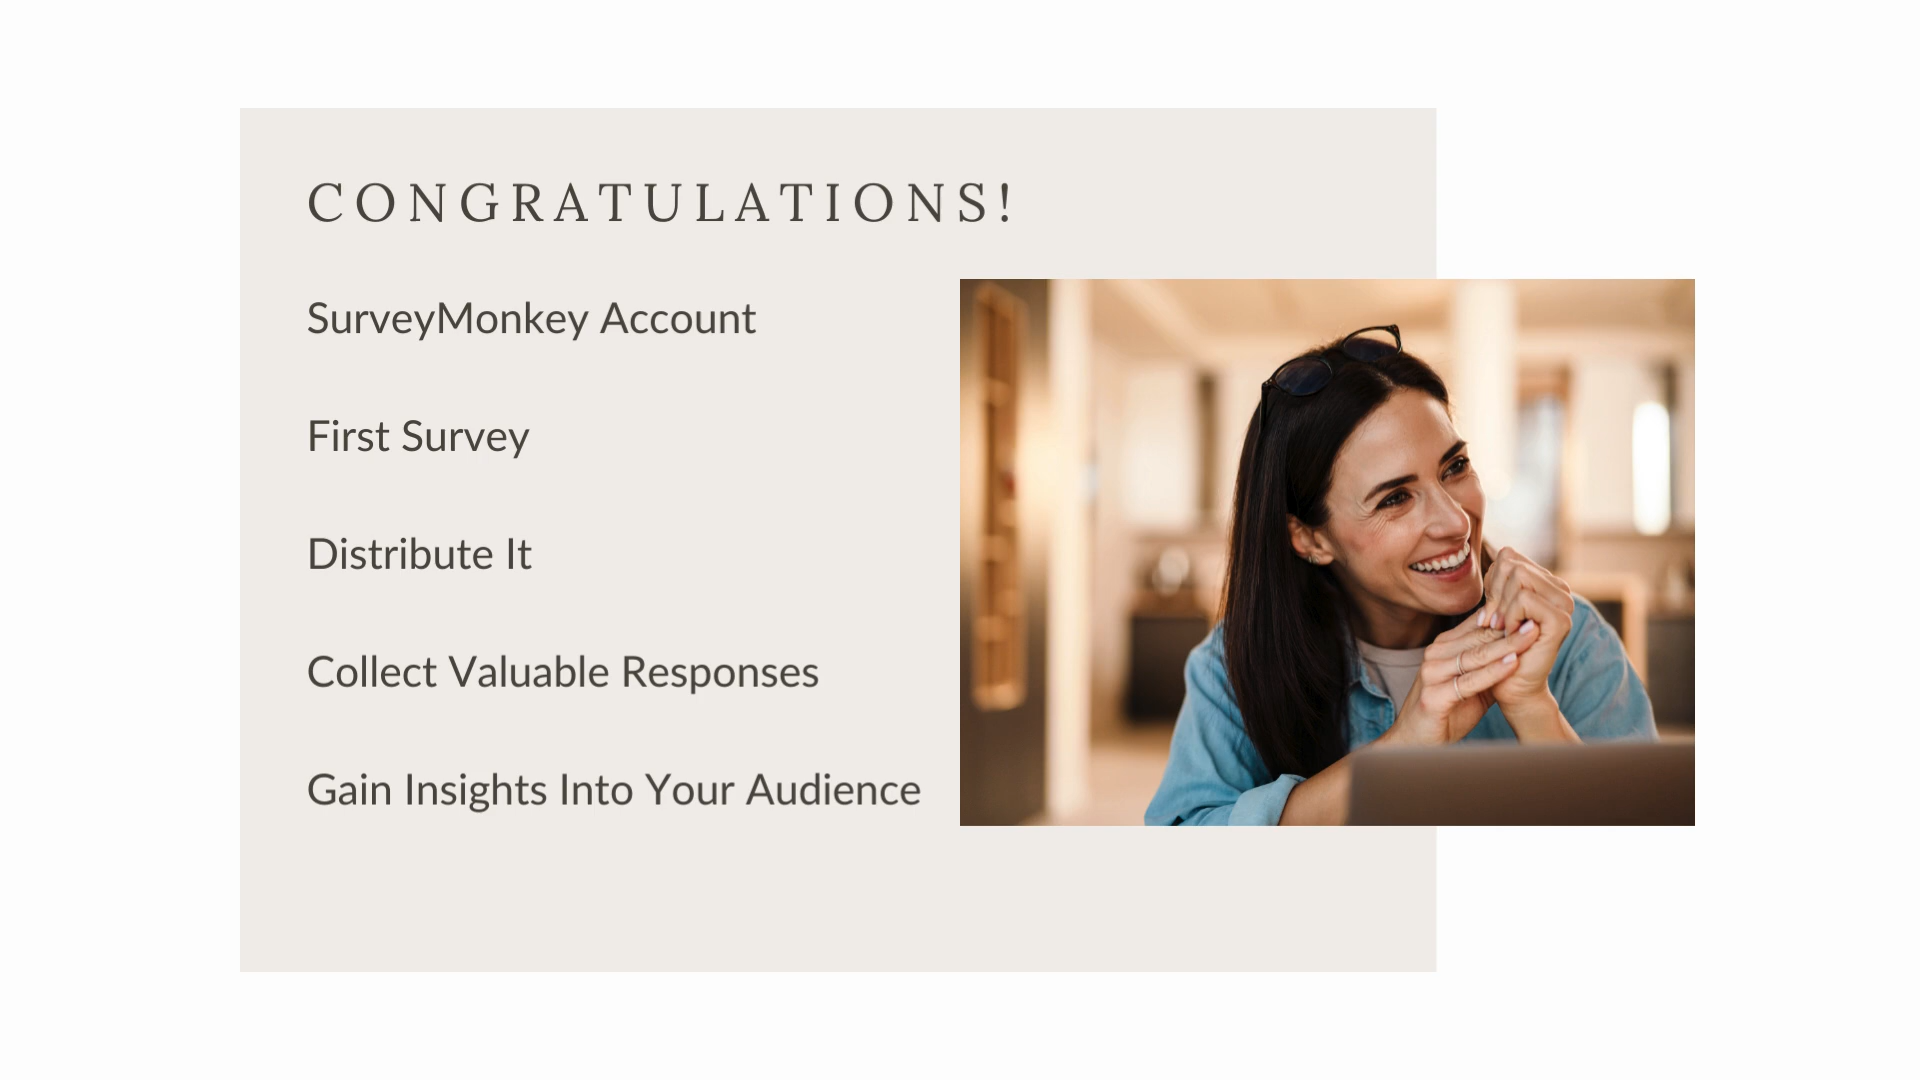 CONGRATULATIONS!
SurveyMonkey Account
First Survey
Distribute It
Collect Valuable Responses
Gain Insights Into Your Audience